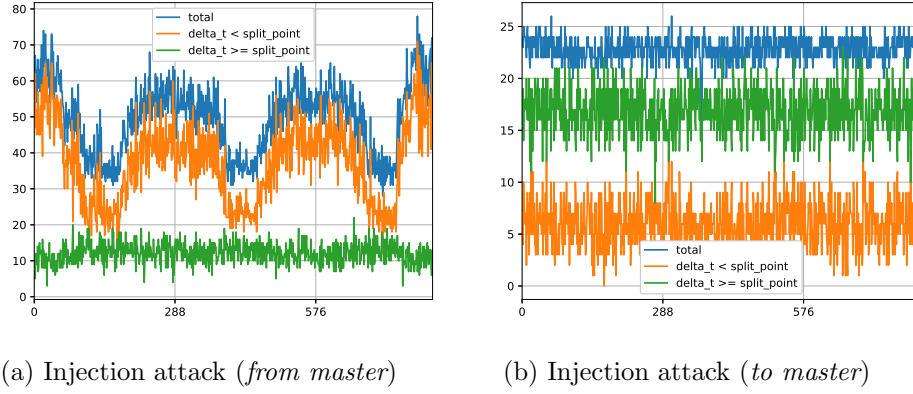 80
70
60
50
40
30
20
10
0
total
delta_t < split_point
delta_t >= split_point
0 288 576
25
20
15
10
5
0
total
delta_t < split_point
delta_t >= split_point
0 288 576
(a) Injection attack (from master)
(b) Injection attack (to master)